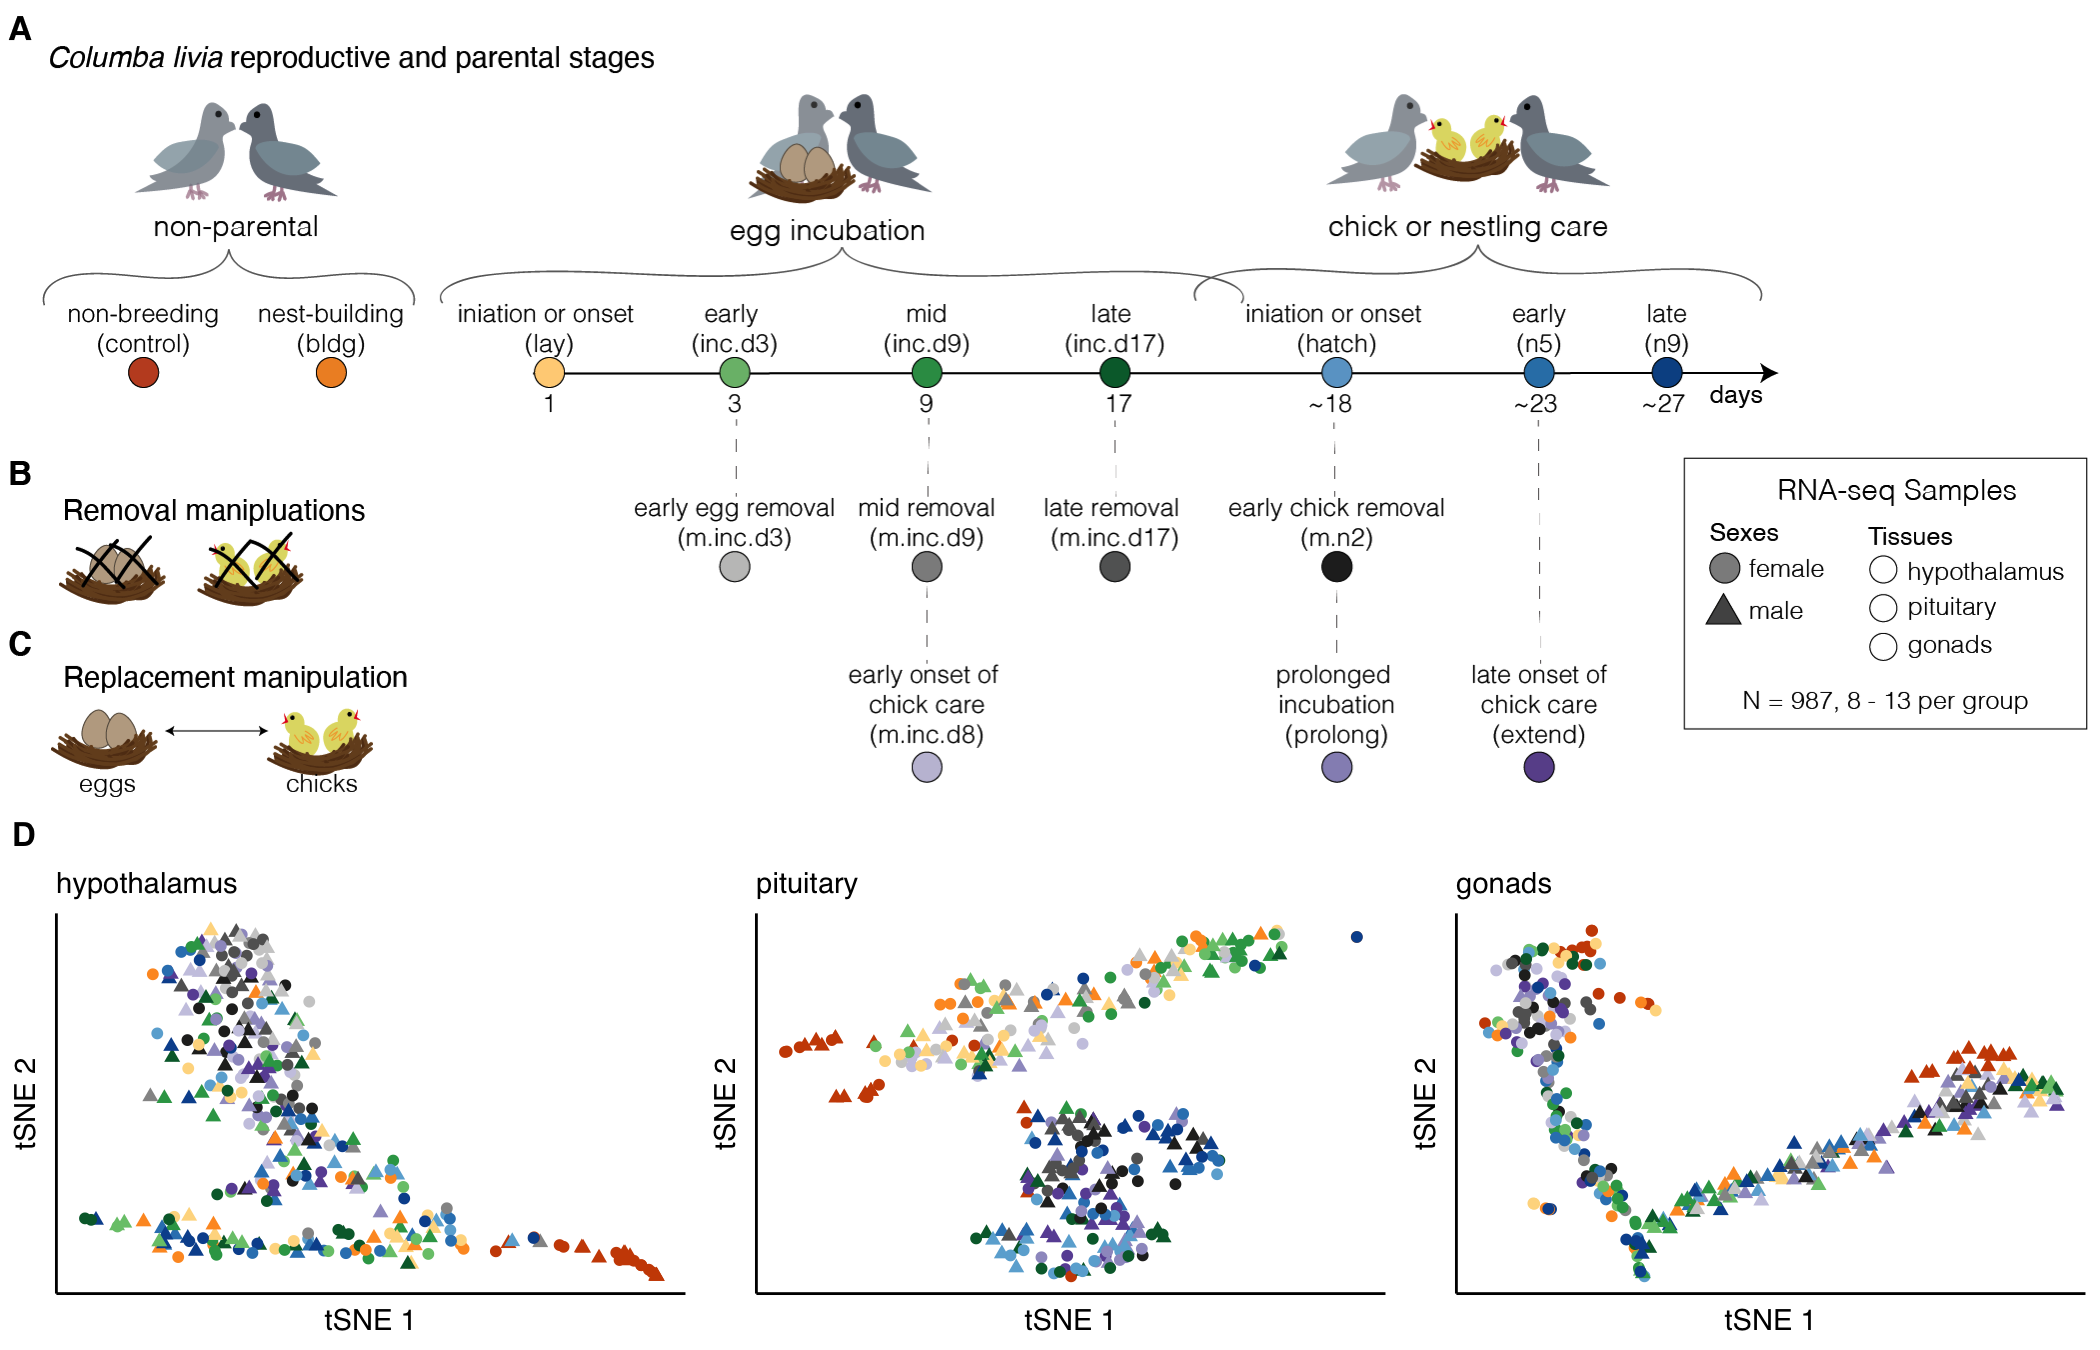 A
Columba livia reproductive and parental stages
non-parental
egg incubation
chick or nestling care
non-breeding
(control)
nest-building
(bldg)
iniation or onset
(lay)
early
(inc.d3)
mid
(inc.d9)
late
(inc.d17)
iniation or onset
(hatch)
early
(n5)
late
(n9)
1
3
9
17
~18
~23
~27
days
B
Removal manipluations
early egg removal
(m.inc.d3)
mid removal
(m.inc.d9)
late removal
(m.inc.d17)
early chick removal
(m.n2)
RNA-seq Samples
Sexes
female
male
Tissues
hypothalamus
pituitary
gonads
N = 987, 8 - 13 per group
C
Replacement manipulation
eggs
chicks
early onset of
chick care
(m.inc.d8)
prolonged
incubation
(prolong)
late onset of
chick care
(extend)
D
hypothalamus
tSNE 2
tSNE 1
pituitary
tSNE 2
tSNE 1
gonads
tSNE 2
tSNE 1